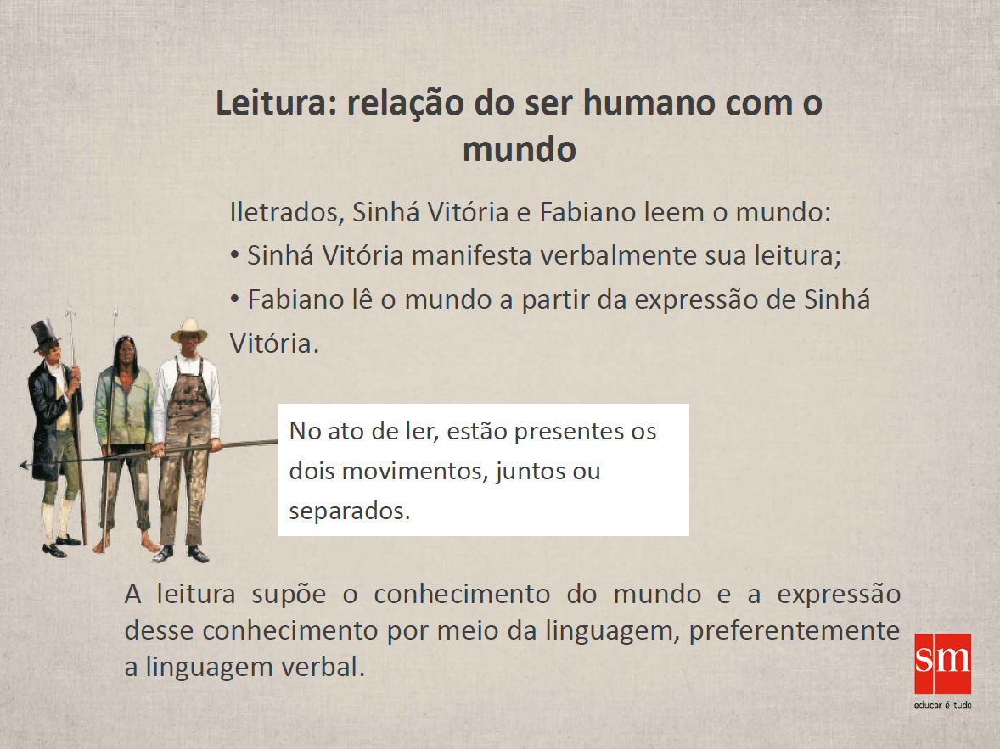 Leitura: relação do ser humano com o
mundo
Iletrados, Sinhá Vitória e Fabiano leem o mundo:
• Sinhá Vitória manifesta verbalmente sua leitura;
• Fabiano lê o mundo a partir da expressão de Sinhá
Vitória.
No ato de ler, estão presentes os
dois movimentos, juntos ou
separados.
A leitura supõe o conhecimento do mundo e a expressão
desse conhecimento por meio da linguagem, preferentemente
a linguagem verbal.
sm
educar é tudo